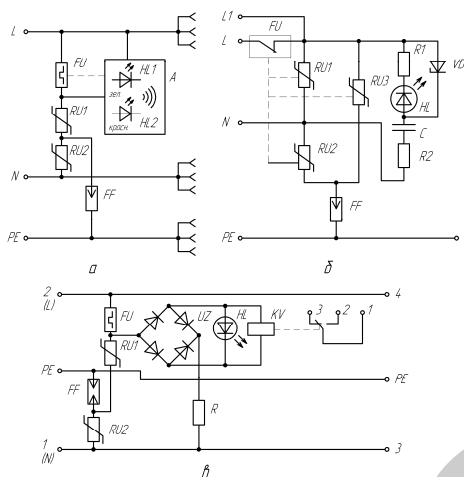 L
FU
HL1
A
зел.
RU1
HL2
красн.
RU2
N
FF
PE
а
L1
L
FU
R1
VD
RU1
RU3
HL
N
C
RU2
R2
FF
PE
б
2
(L)
FU
UZ
HL
KV
3
2
1
4
RU1
PE
PE
FF
R
RU2
1
(N)
3
в